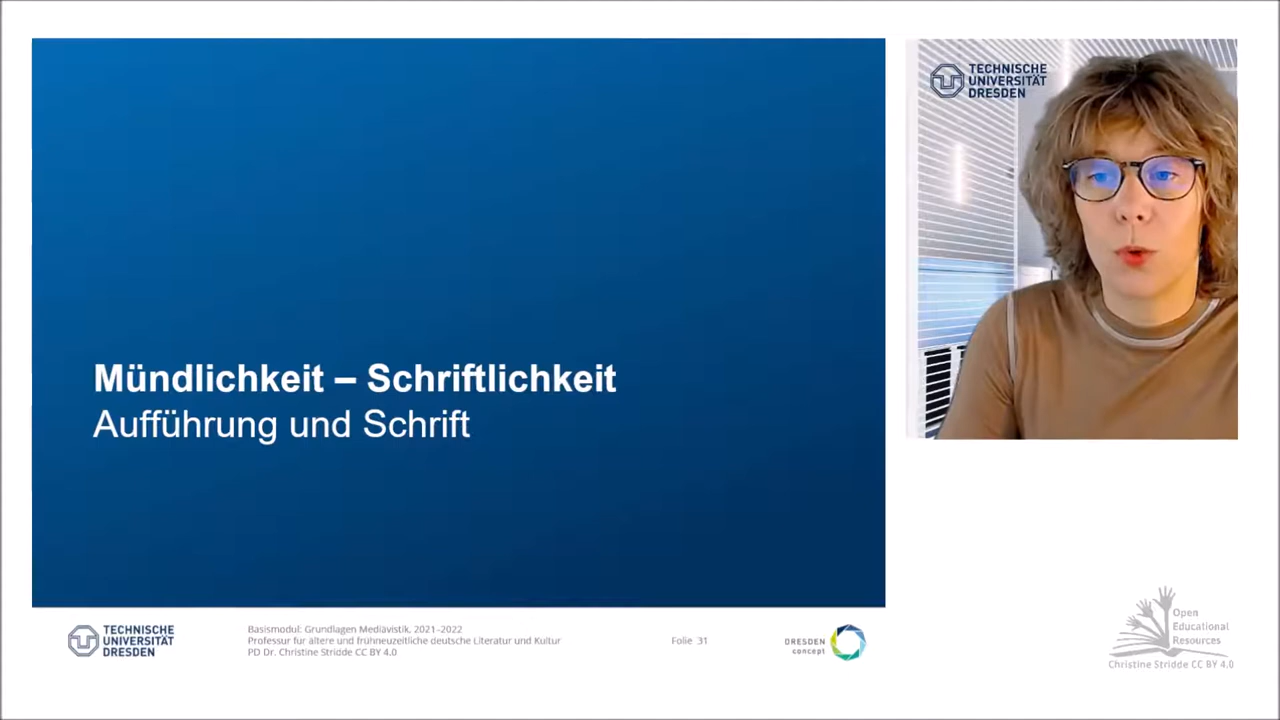 Mündlichkeit – Schriftlichkeit
Aufführung und Schrift
TECHNISCHE
UNIVERSITÄT
DRESDEN
TECHNISCHE
UNIVERSITÄT
DRESDEN
Basismodul: Grundlagen Mediävistik, 2021–2022
Professur für ältere und frühneuzeitliche deutsche Literatur und Kultur
PD Dr. Christine Stridde CC BY 4.0
Folie 31
DRESDEN
concept
Open
Educational
Resources
Christine Stridde CC BY 4.0